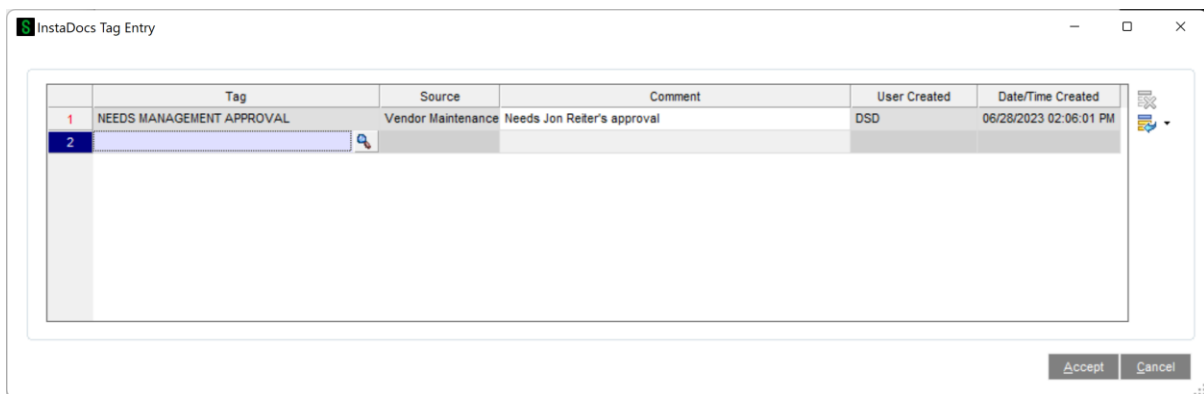 InstaDocs Tag Entry
Tag Source Comment User Created Date/Time Created
1 NEEDS MANAGEMENT APPROVAL Vendor Maintenance Needs Jon Reiter's approval DSD 06/28/2023 02:06:01 PM
2
Accept Cancel